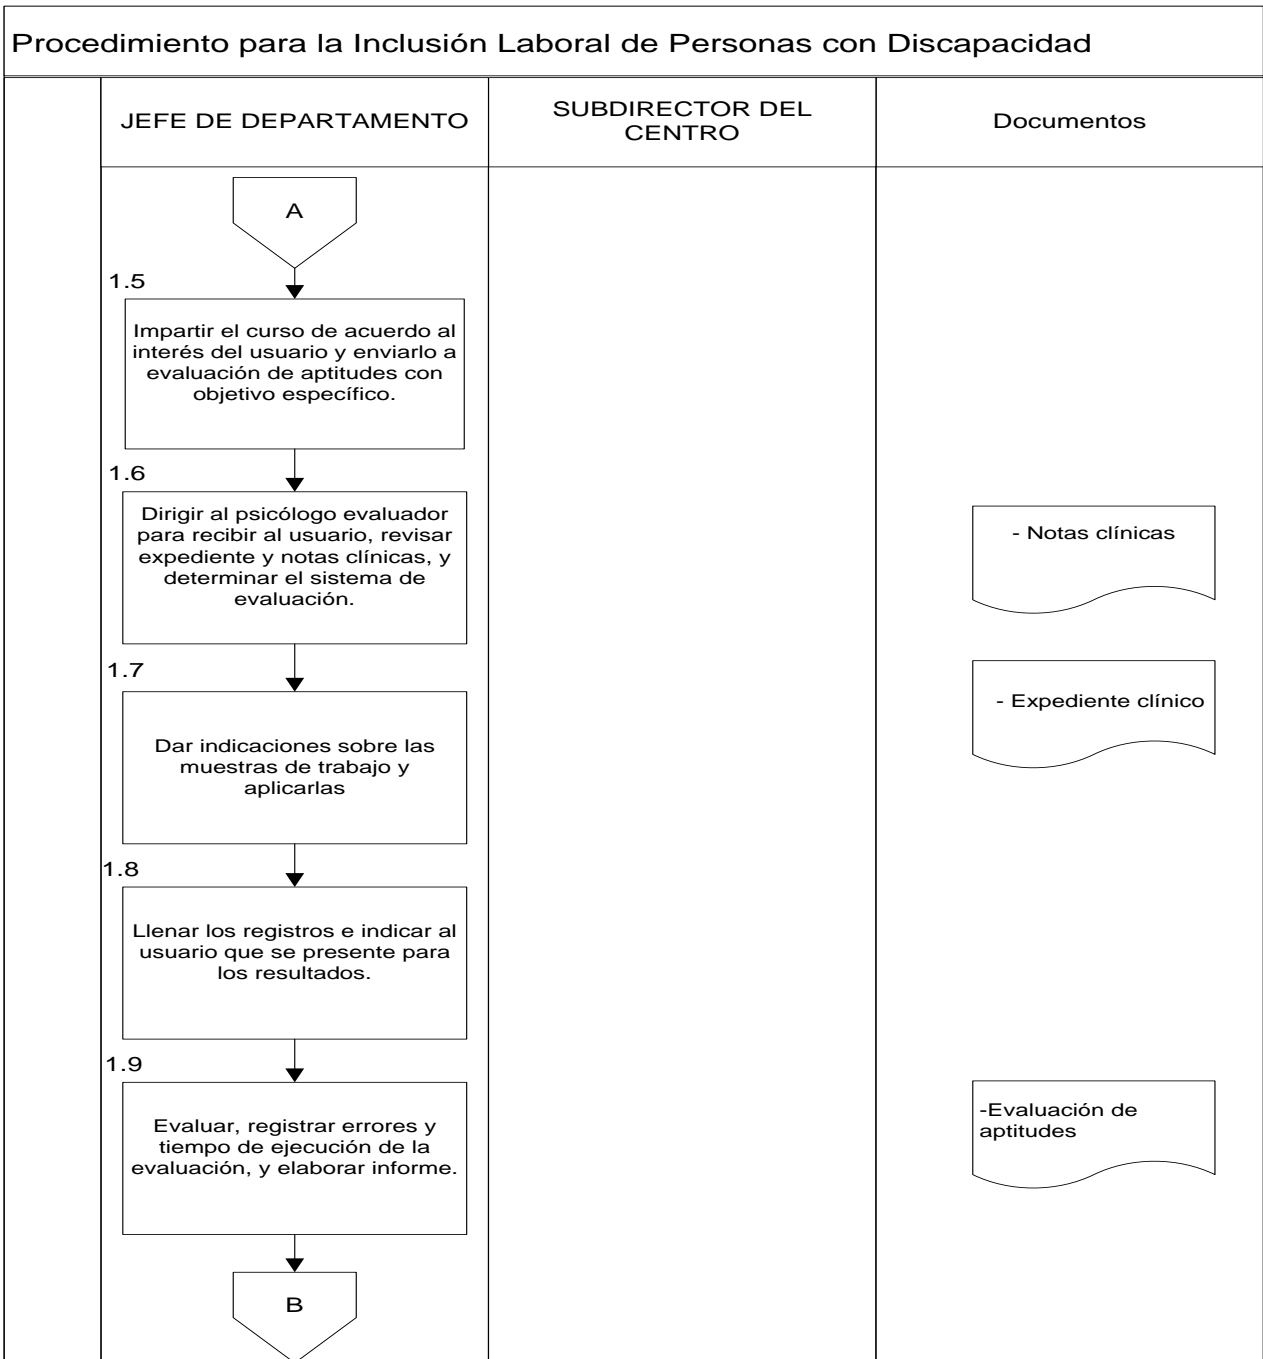 Procedimiento para la Inclusión Laboral de Personas con Discapacidad
JEFE DE DEPARTAMENTO
SUBDIRECTOR DEL
CENTRO
Documentos
A
1.5
Impartir el curso de acuerdo al
interés del usuario y enviarlo a
evaluación de aptitudes con
objetivo específico.
1.6
Dirigir al psicólogo evaluador
para recibir al usuario, revisar
expediente y notas clínicas, y
determinar el sistema de
evaluación.
- Notas clínicas
1.7
Dar indicaciones sobre las
muestras de trabajo y
aplicarlas
- Expediente clínico
1.8
Llenar los registros e indicar al
usuario que se presente para
los resultados.
1.9
Evaluar, registrar errores y
tiempo de ejecución de la
evaluación, y elaborar informe.
-Evaluación de
aptitudes
B